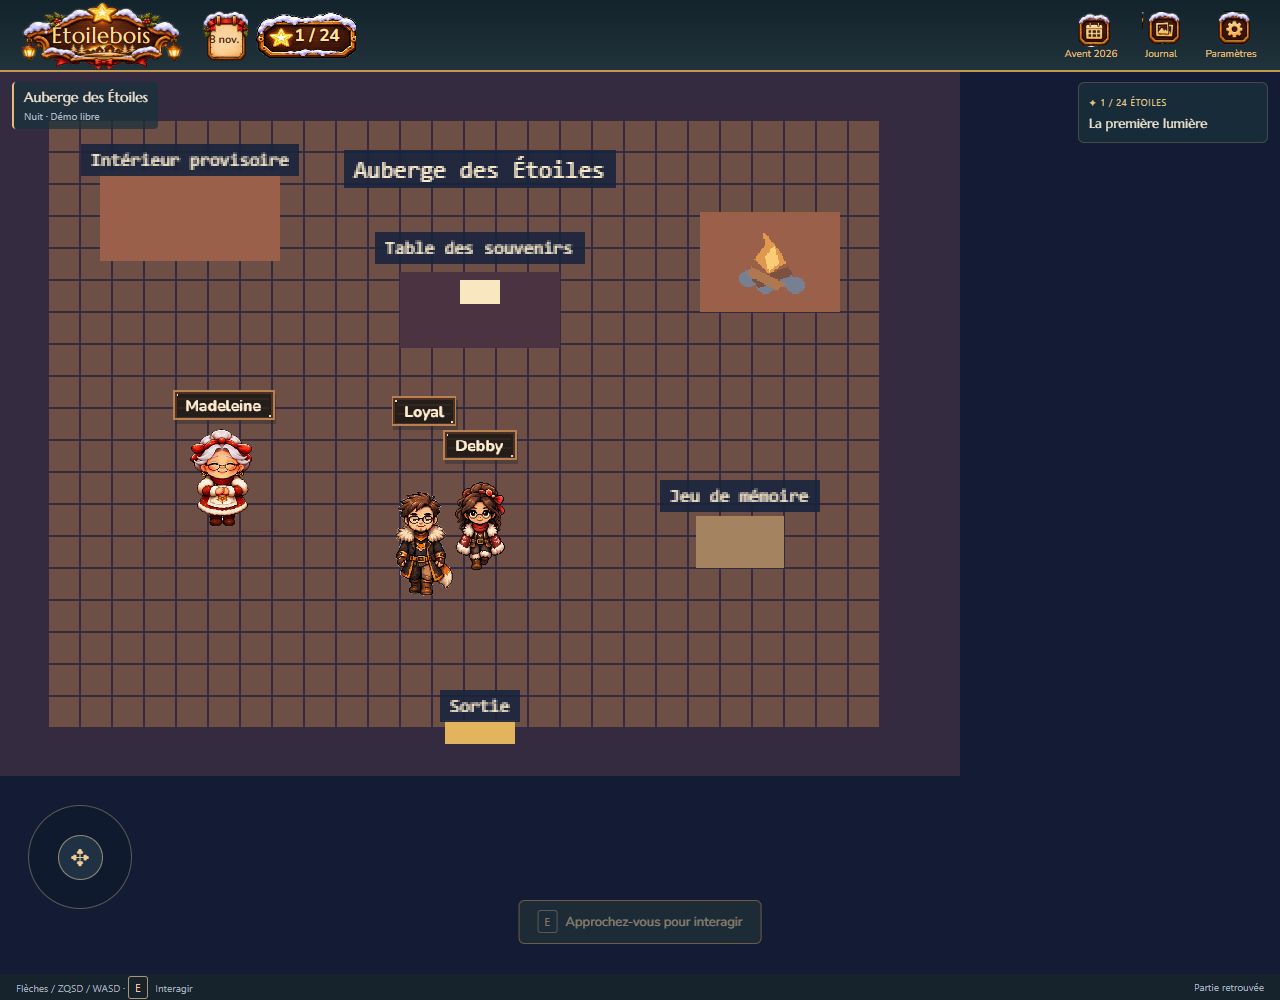 Étoilebois
8 nov.
1 / 24
Avent 2026
Journal
Paramètres
Auberge des Étoiles
Nuit · Démo libre
✦ 1 / 24 ÉTOILES
La première lumière
Intérieur provisoire
Auberge des Étoiles
Table des souvenirs
Madeleine
Loyal
Debby
Jeu de mémoire
Sortie
E Approchez-vous pour interagir
Flèches / ZQSD / WASD · E Interagir
Partie retrouvée